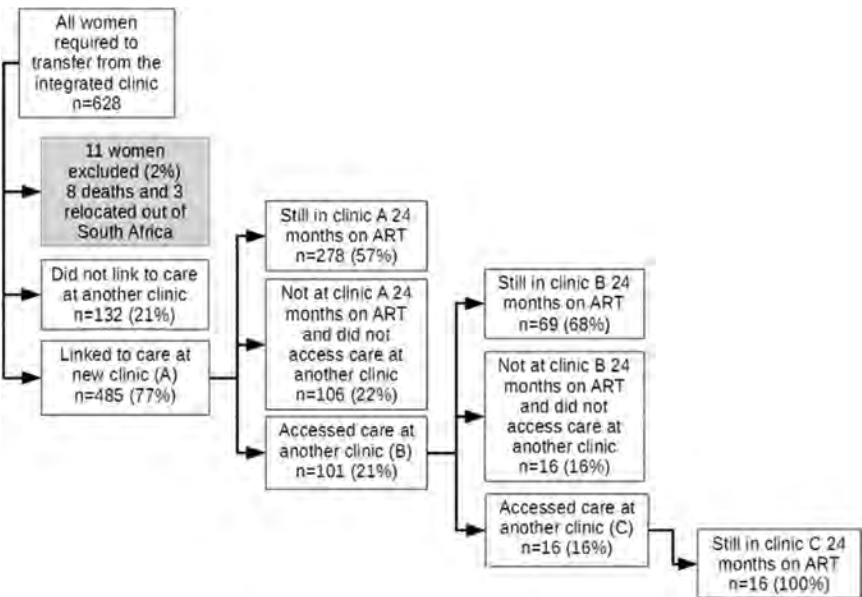 All women
required to
transfer from the
integrated clinic
n=628
11 women
excluded (2%)
8 deaths and 3
relocated out of
South Africa
Did not link to care
at another clinic
n=132 (21%)
Linked to care at
new clinic (A)
n=485 (77%)
Still in clinic A 24
months on ART
n=278 (57%)
Not at clinic A 24
months on ART
and did not
access care at
another clinic
n=106 (22%)
Accessed care at
another clinic (B)
n=101 (21%)
Still in clinic B 24
months on ART
n=69 (68%)
Not at clinic B 24
months on ART
and did not
access care at
another clinic
n=16 (16%)
Accessed care at
another clinic (C)
n=16 (16%)
Still in clinic C 24
months on ART
n=16 (100%)